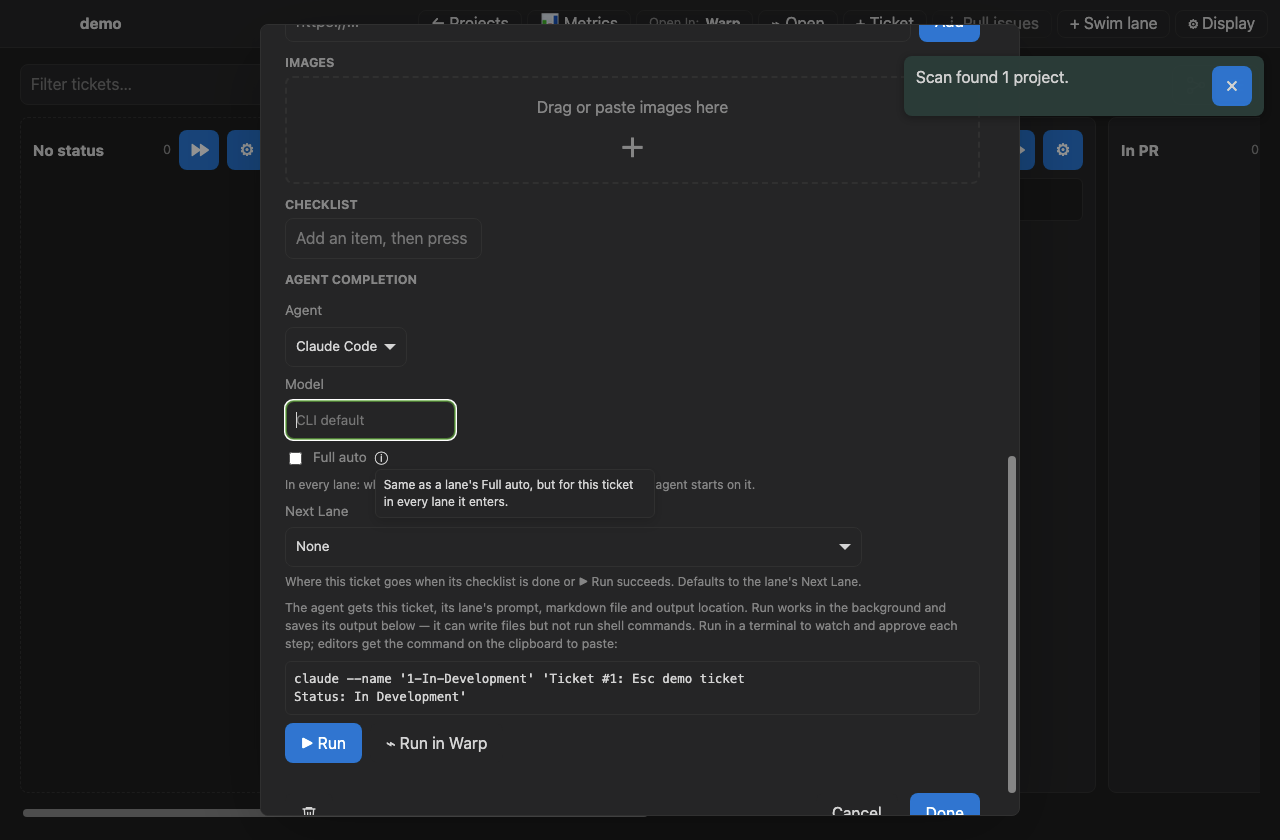 demo
← Projects
Metrics
Open In: Warp
Open
+ Ticket
Pull issues
+ Swim lane
Display
Filter tickets...
Scan found 1 project.
No status 0
In PR 0
https://...
Add
IMAGES
Drag or paste images here
CHECKLIST
Add an item, then press
AGENT COMPLETION
Agent
Claude Code
Model
CLI default
Full auto
Same as a lane's Full auto, but for this ticket
in every lane it enters.
In every lane: agent starts on it.
Next Lane
None
Where this ticket goes when its checklist is done or ▶ Run succeeds. Defaults to the lane's Next Lane.
The agent gets this ticket, its lane's prompt, markdown file and output location. Run works in the background and
saves its output below — it can write files but not run shell commands. Run in a terminal to watch and approve each
step; editors get the command on the clipboard to paste:
claude --name '1-In-Development' 'Ticket #1: Esc demo ticket
Status: In Development'
▶ Run
Run in Warp
Cancel
Done